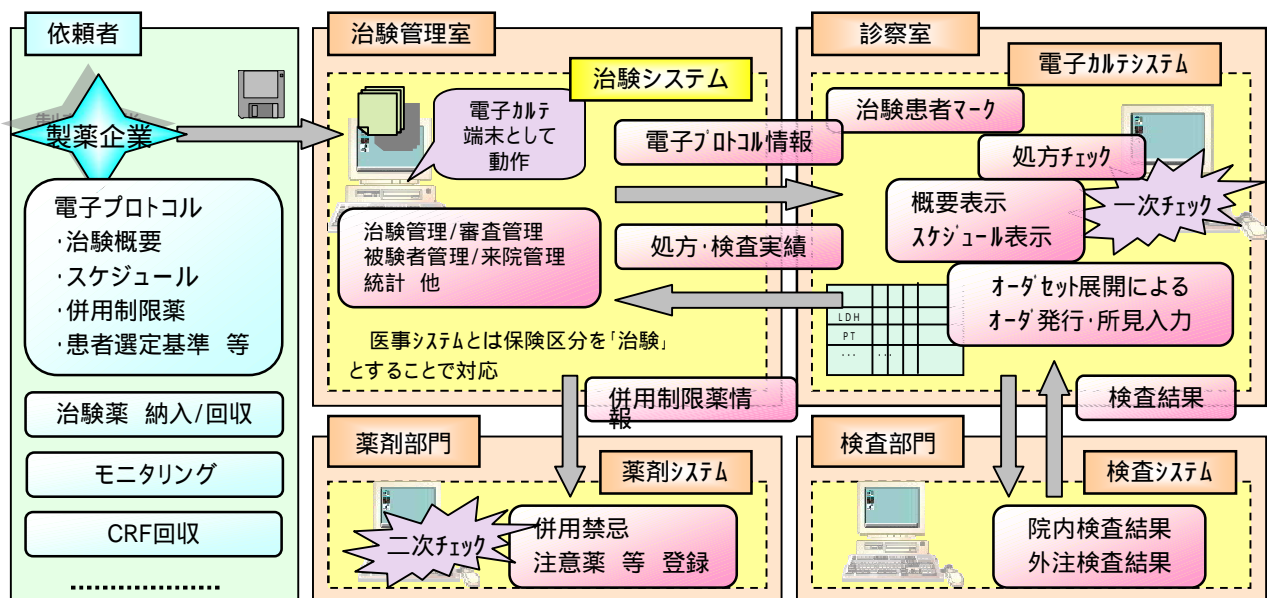 依頼者
製薬企業
電子プロトコル
･治験概要
･スケジュール
･併用制限薬
･患者選定基準 等
治験薬 納入/回収
モニタリング
CRF回収
………………
治験管理室
治験システム
電子ｶﾙﾃ
端末として
動作
治験管理/審査管理
被験者管理/来院管理
統計 他
医事ｼｽﾃﾑとは保険区分を｢治験｣
とすることで対応
電子ﾌﾟﾛﾄｺﾙ情報
処方･検査実績
併用制限薬情
報
診察室
電子ｶﾙﾃｼｽﾃﾑ
治験患者マーク
処方ﾁｪｯｸ
概要表示
ｽｹｼﾞｭｰﾙ表示
一次ﾁｪｯｸ
ｵｰﾀﾞｾｯﾄ展開による
ｵｰﾀﾞ発行･所見入力
LDH
PT
… …
検査結果
薬剤部門
薬剤ｼｽﾃﾑ
二次ﾁｪｯｸ
併用禁忌
注意薬 等 登録
検査部門
検査ｼｽﾃﾑ
院内検査結果
外注検査結果